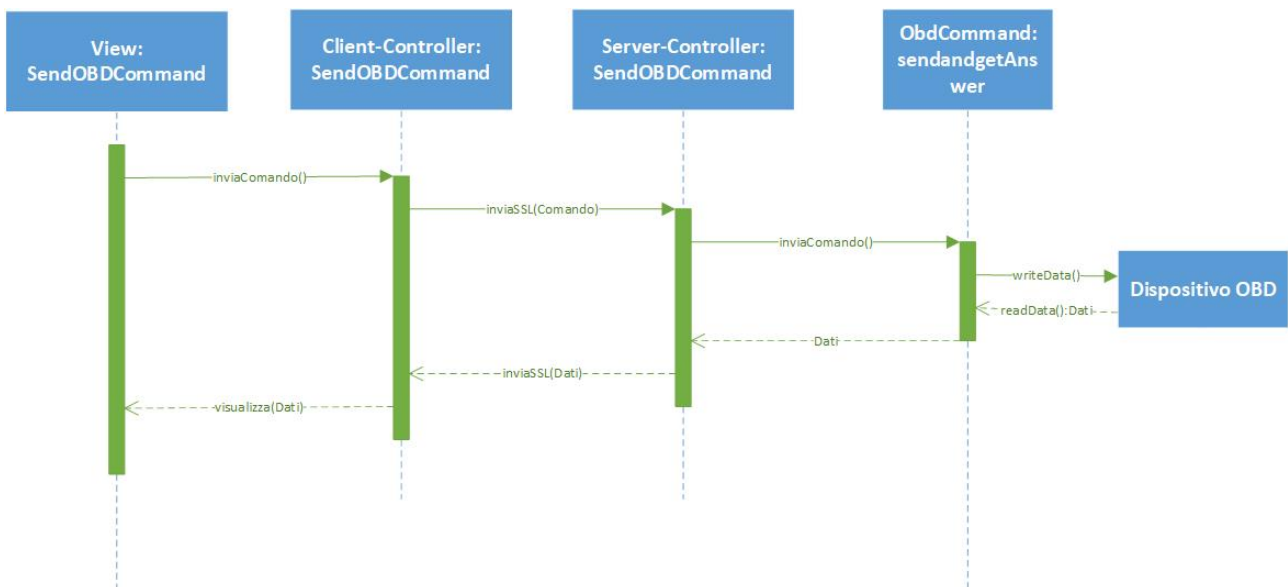 View:
SendOBDCommand
Client-Controller:
SendOBDCommand
Server-Controller:
SendOBDCommand
ObdCommand:
sendandgetAns
wer
inviaComando()
inviaSSL(Comando)
inviaComando()
writeData()
Dispositivo OBD
readData():Dati
Dati
inviaSSL(Dati)
visualizza(Dati)